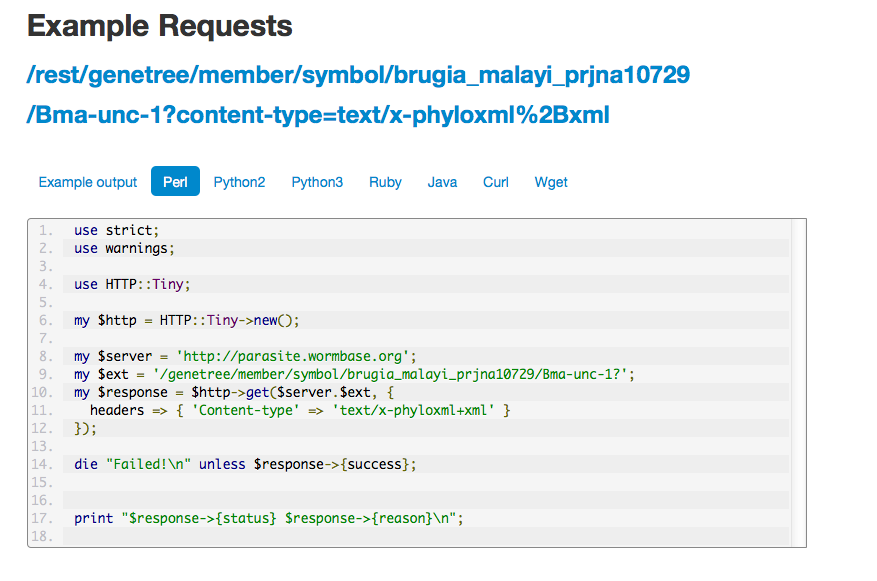 Example Requests
/rest/genetree/member/symbol/brugia_malayi_prjna10729
/Bma-unc-1?content-type=text/x-phyloxml%2Bxml
Example output Perl Python2 Python3 Ruby Java Curl Wget
1. use strict;
2. use warnings;
3.
4. use HTTP::Tiny;
5.
6. my $http = HTTP::Tiny->new();
7.
8. my $server = 'http://parasite.wormbase.org';
9. my $ext = '/genetree/member/symbol/brugia_malayi_prjna10729/Bma-unc-1?';
10. my $response = $http->get($server.$ext, {
11.   headers => { 'Content-type' => 'text/x-phyloxml+xml' }
12. });
13.
14. die "Failed!\n" unless $response->{success};
15.
16.
17. print "$response->{status} $response->{reason}\n";
18.